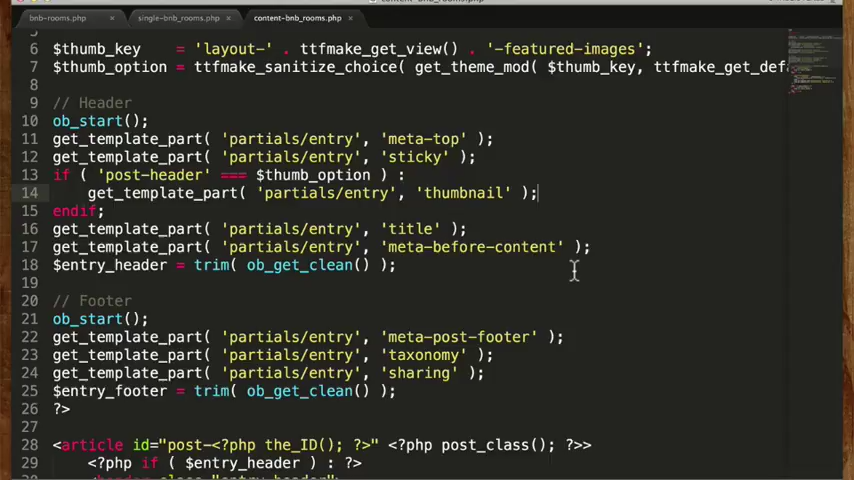 bnb-rooms.php × single-bnb_rooms.php × content-bnb_rooms.php ×
6 $thumb_key    = 'layout-' . ttfmake_get_view() . '-featured-images';
7 $thumb_option = ttfmake_sanitize_choice( get_theme_mod( $thumb_key, ttfmake_get_defa
8
9 // Header
10 ob_start();
11 get_template_part( 'partials/entry', 'meta-top' );
12 get_template_part( 'partials/entry', 'sticky' );
13 if ( 'post-header' === $thumb_option ) :
14     get_template_part( 'partials/entry', 'thumbnail' );
15 endif;
16 get_template_part( 'partials/entry', 'title' );
17 get_template_part( 'partials/entry', 'meta-before-content' );
18 $entry_header = trim( ob_get_clean() );
19
20 // Footer
21 ob_start();
22 get_template_part( 'partials/entry', 'meta-post-footer' );
23 get_template_part( 'partials/entry', 'taxonomy' );
24 get_template_part( 'partials/entry', 'sharing' );
25 $entry_footer = trim( ob_get_clean() );
26 ?>
27
28 <article id="post-<?php the_ID(); ?>" <?php post_class(); ?>>
29     <?php if ( $entry_header ) : ?>